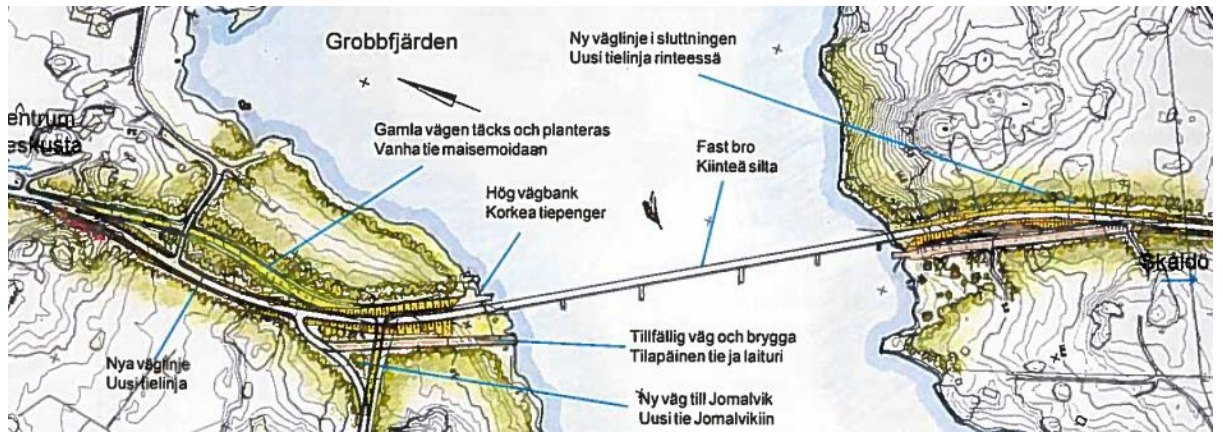 Grobbfjärden
Ny väglinje i sluttningen
Uusi tielinja rinteessä
Gamla vägen täcks och planteras
Vanha tie maisemoidaan
Fast bro
Kiinteä silta
Hög vägbank
Korkea tiepenger
entrum
eskusta
Skåldö
Tillfällig väg och brygga
Tilapäinen tie ja laituri
Nya väglinje
Uusi tielinja
Ny väg till Jomalvik
Uusi tie Jomalvikiin